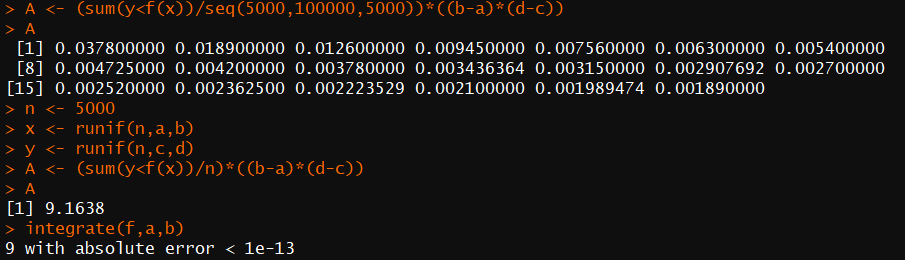 > A <- (sum(y<f(x))/seq(5000,100000,5000))*((b-a)*(d-c))
> A
[1] 0.037800000 0.018900000 0.012600000 0.009450000 0.007560000 0.006300000 0.005400000
[8] 0.004725000 0.004200000 0.003780000 0.003436364 0.003150000 0.002907692 0.002700000
[15] 0.002520000 0.002362500 0.002223529 0.002100000 0.001989474 0.001890000
> n <- 5000
> x <- runif(n,a,b)
> y <- runif(n,c,d)
> A <- (sum(y<f(x))/n)*((b-a)*(d-c))
> A
[1] 9.1638
> integrate(f,a,b)
9 with absolute error < 1e-13